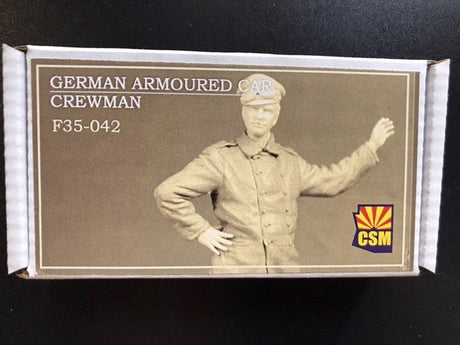 GERMAN ARMOURED CAR
CREWMAN
F35-042
CSM